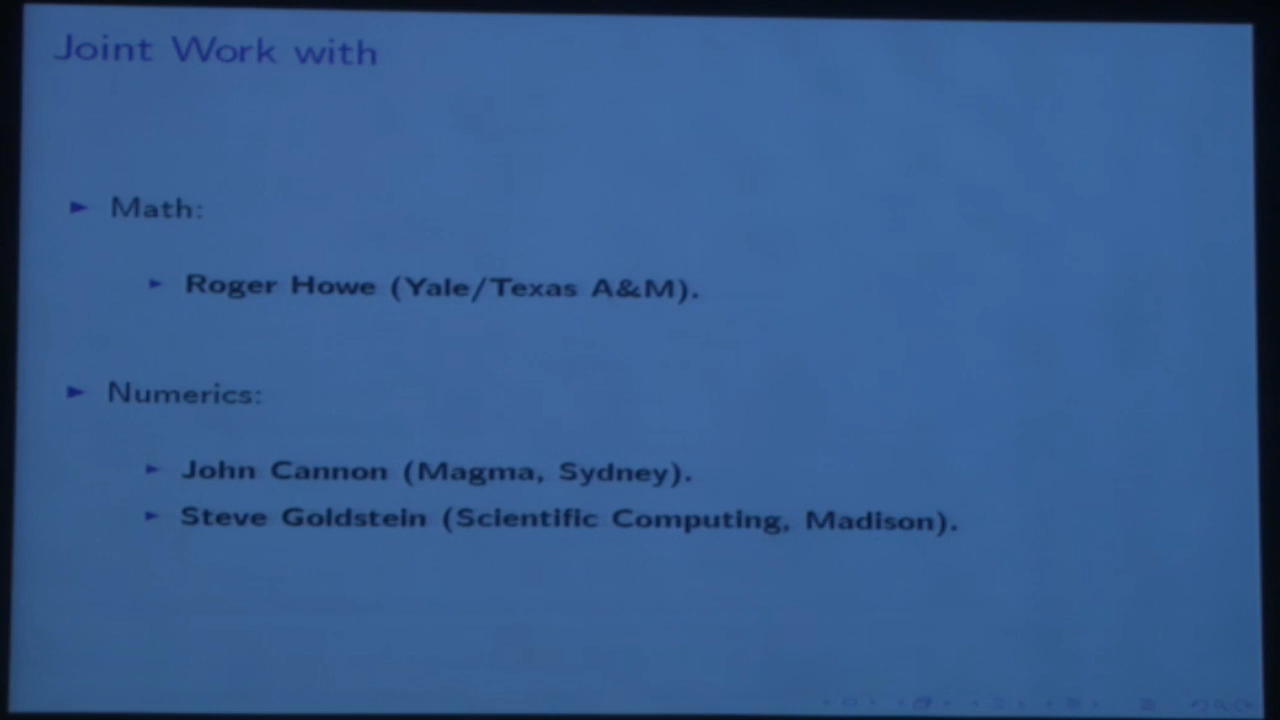 Joint Work with
Math:
Roger Howe (Yale/Texas A&M).
Numerics:
John Cannon (Magma, Sydney).
Steve Goldstein (Scientific Computing, Madison).